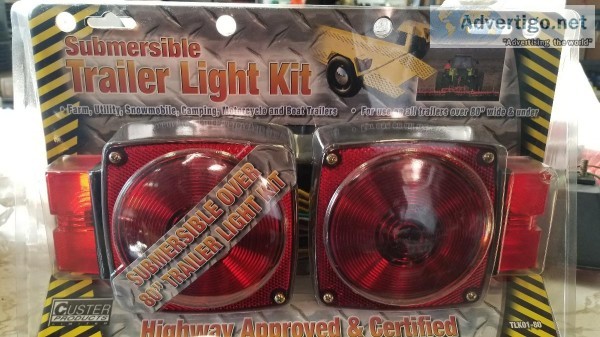 Advertigo.net
"Advertising the world"
Submersible
Trailer Light Kit
• Farm, Utility, Snowmobile, Camping, Motorcycle and Boat Trailers • For use on all trailers over 80" wide & under
SUBMERSIBLE OVER
80" TRAILER LIGHT KIT
CUSTER
PRODUCTS
LIMITED
TLK01-80
Highway Approved & Certified